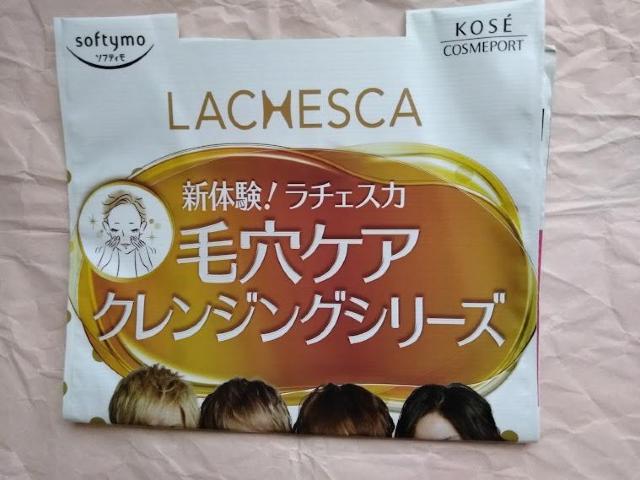 softymo
ソフティモ
KOSÉ
COSMEPORT
LACHESCA
新体験！ラチェスカ
毛穴ケア
クレンジングシリーズ